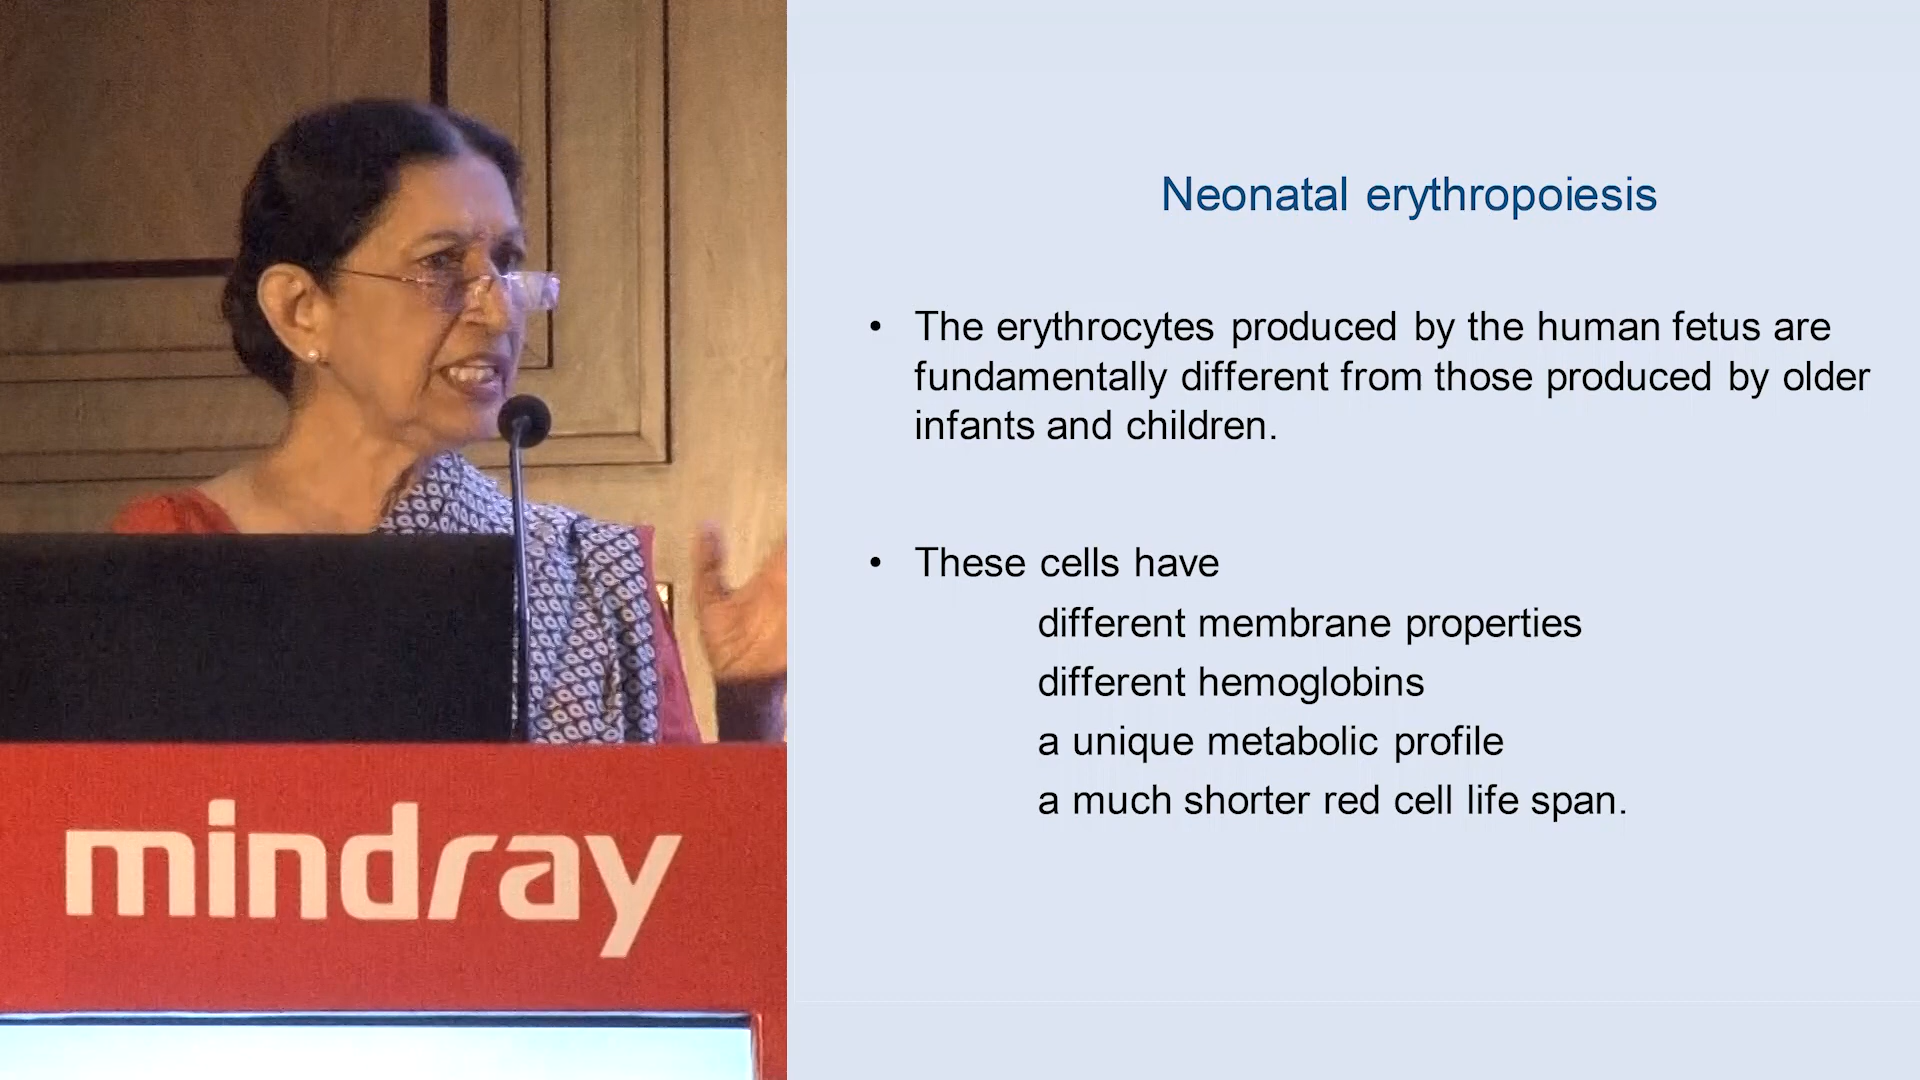 mindray
Neonatal erythropoiesis
• The erythrocytes produced by the human fetus are
fundamentally different from those produced by older
infants and children.
• These cells have
different membrane properties
different hemoglobins
a unique metabolic profile
a much shorter red cell life span.